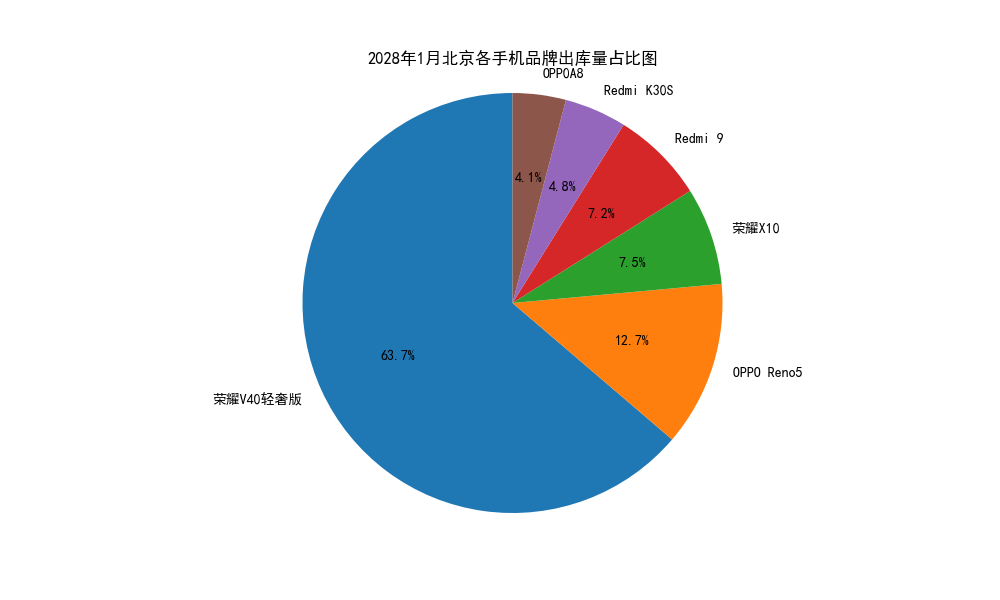 2028年1月北京各手机品牌出库量占比图
OPPOA8
Redmi K30S
Redmi 9
荣耀X10
OPPO Reno5
荣耀V40轻奢版
4.1%
4.8%
7.2%
7.5%
12.7%
63.7%